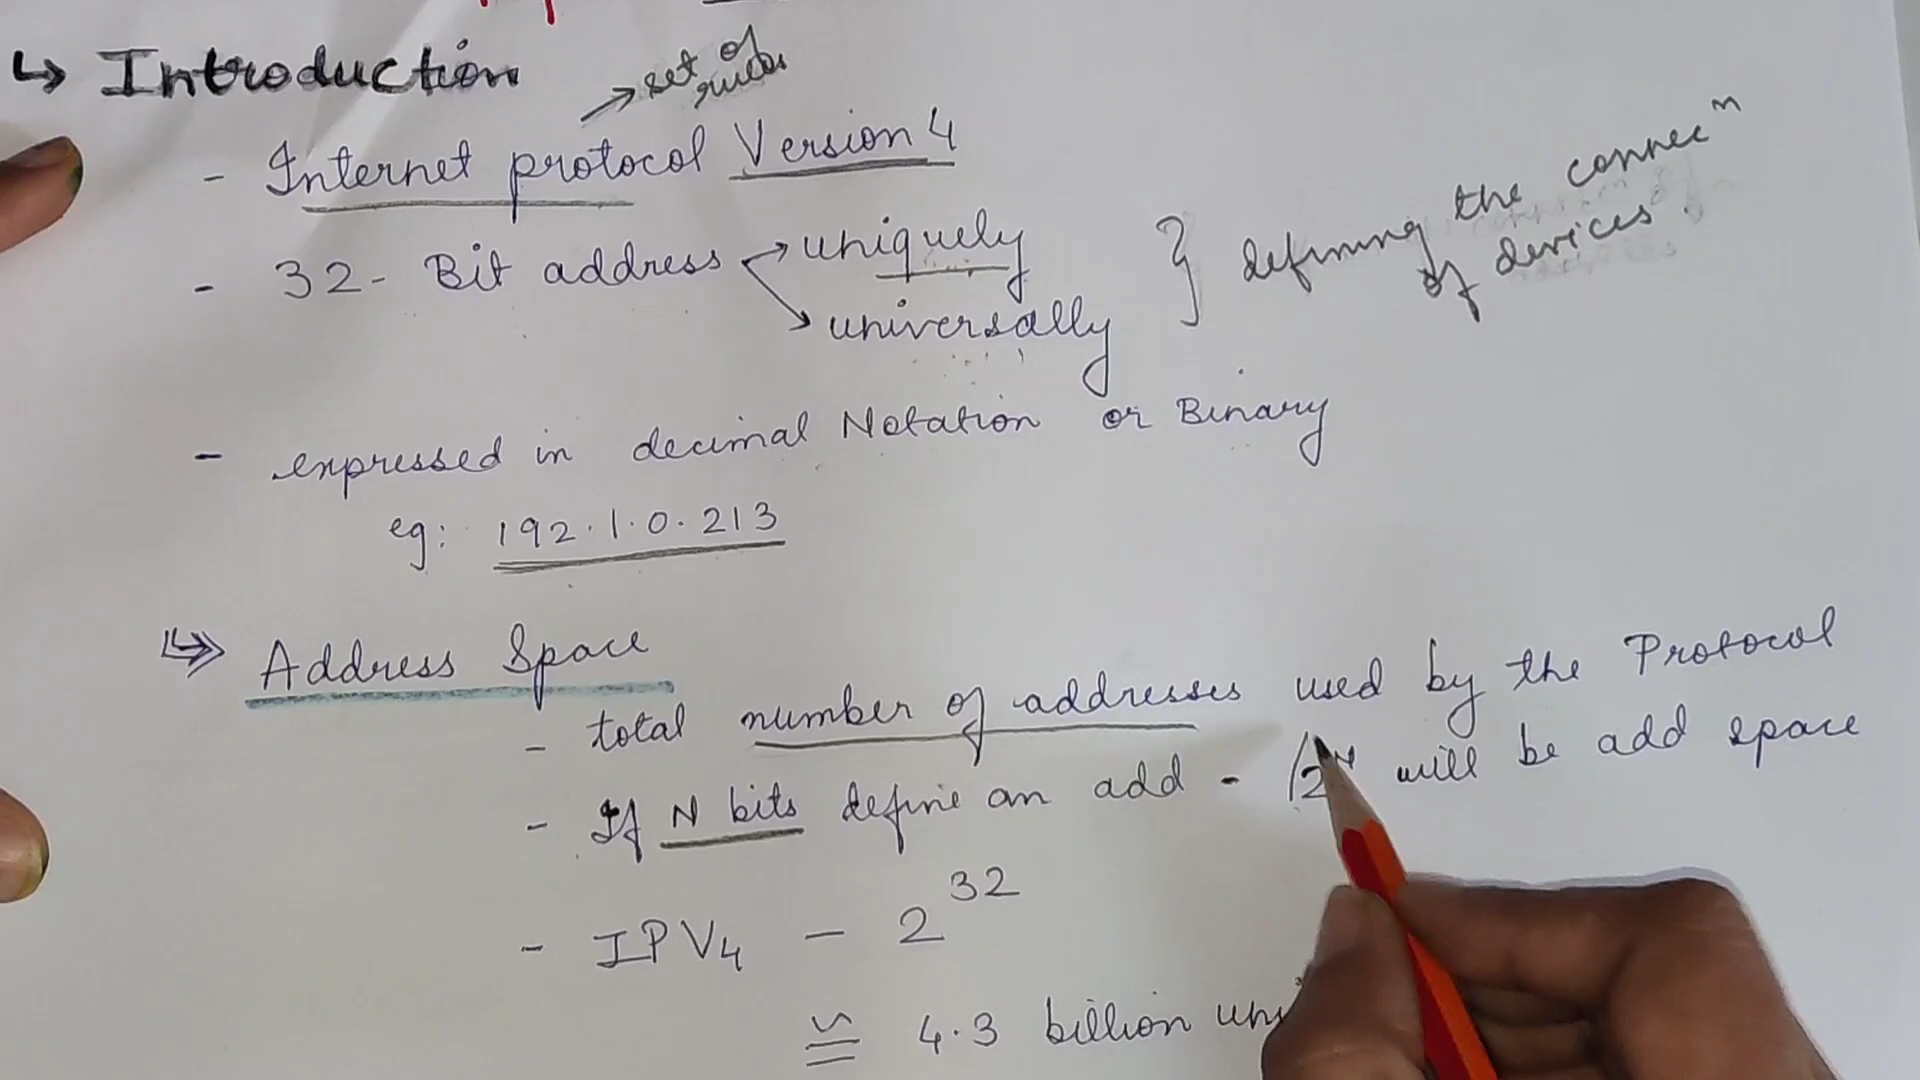 ↳ Introduction
→ set of rules
- Internet protocol Version 4
- 32- Bit address → uniquely
→ universally
} defining the connecⁿ
of devices.
- expressed in decimal Notation or Binary
eg: 192.1.0.213
↳ Address Space
- total number of addresses used by the Protocol
- If N bits define an add - 2ᴺ will be add space
- IPV4 - 2³²
≅ 4.3 billion